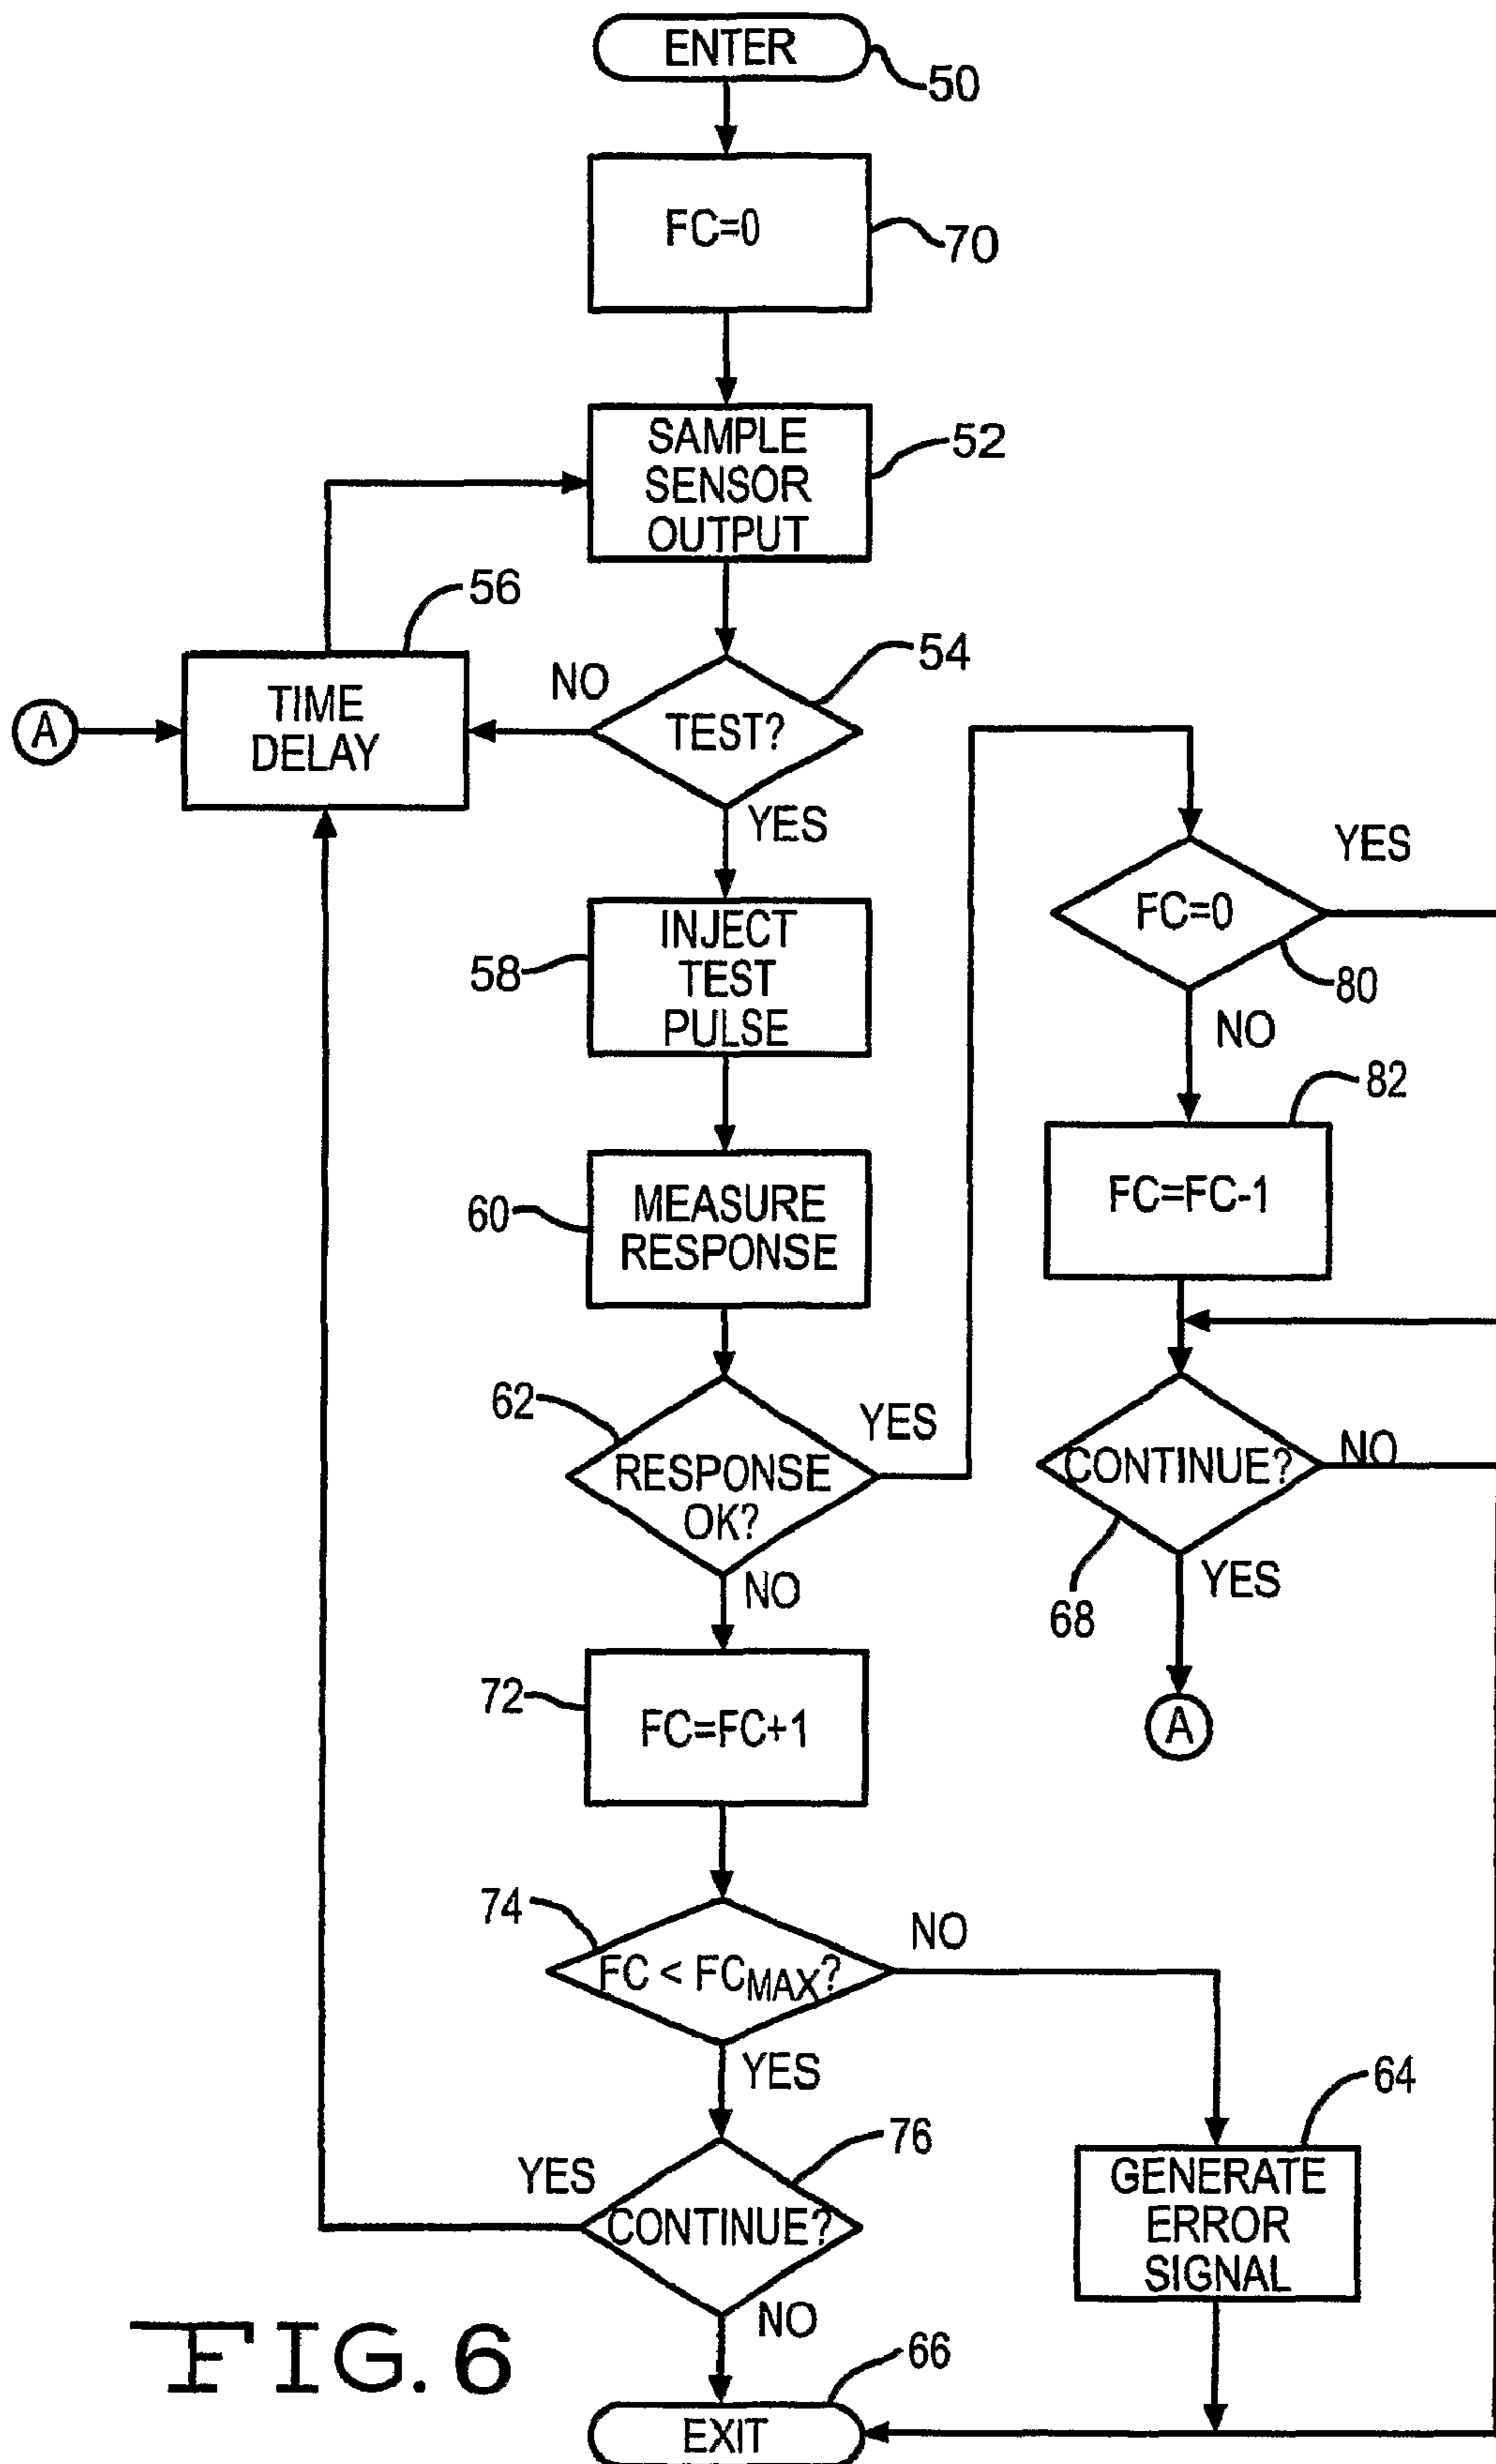 ENTER
50
FC=0
70
SAMPLE
SENSOR
OUTPUT
52
56
TIME
DELAY
A
NO
TEST?
54
YES
INJECT
TEST
PULSE
58
FC=0
YES
80
NO
MEASURE
RESPONSE
60
FC=FC-1
82
RESPONSE
OK?
62
YES
NO
CONTINUE?
NO
68
YES
A
FC=FC+1
72
FC < FCMAX?
74
NO
YES
CONTINUE?
76
YES
NO
GENERATE
ERROR
SIGNAL
64
EXIT
66
FIG. 6